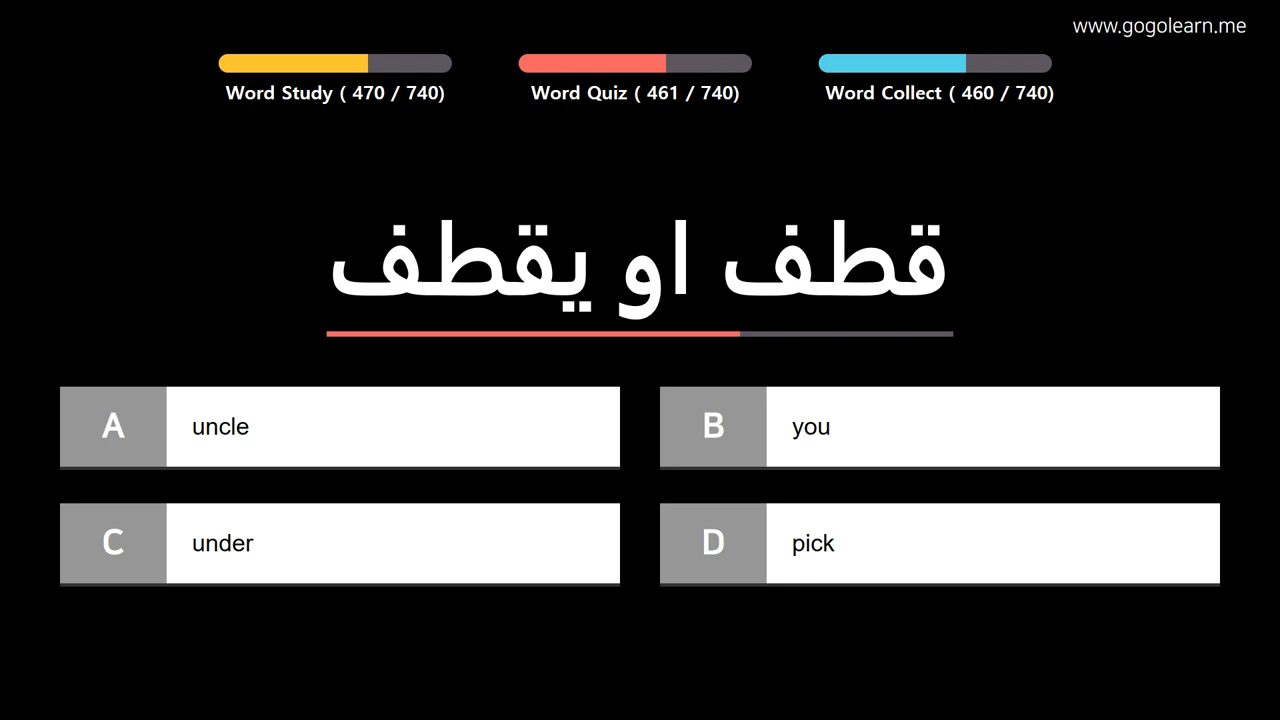 www.gogolearn.me
Word Study ( 470 / 740)
Word Quiz ( 461 / 740)
Word Collect ( 460 / 740)
قطف او يقطف
A uncle
B you
C under
D pick